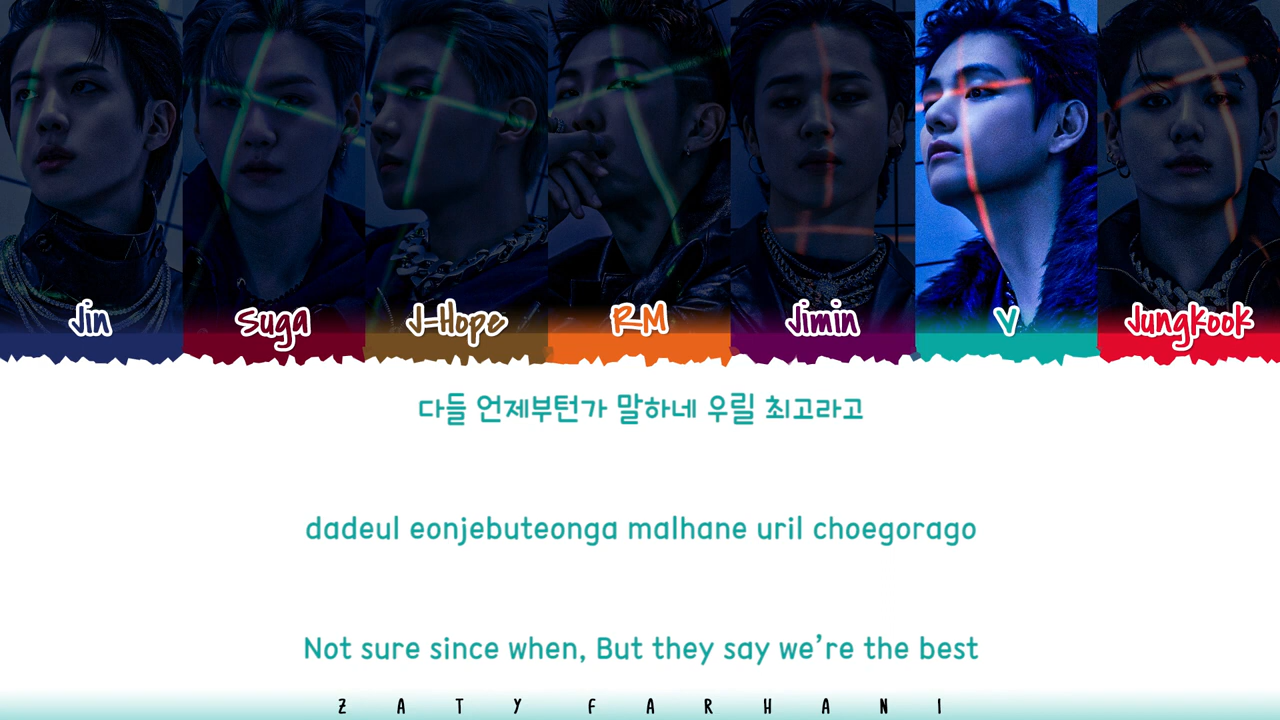 Jin Suga J-Hope RM Jimin V Jungkook
다들 언제부턴가 말하네 우릴 최고라고
dadeul eonjebuteonga malhane uril choegorago
Not sure since when, But they say we’re the best
ZATY FARHANI